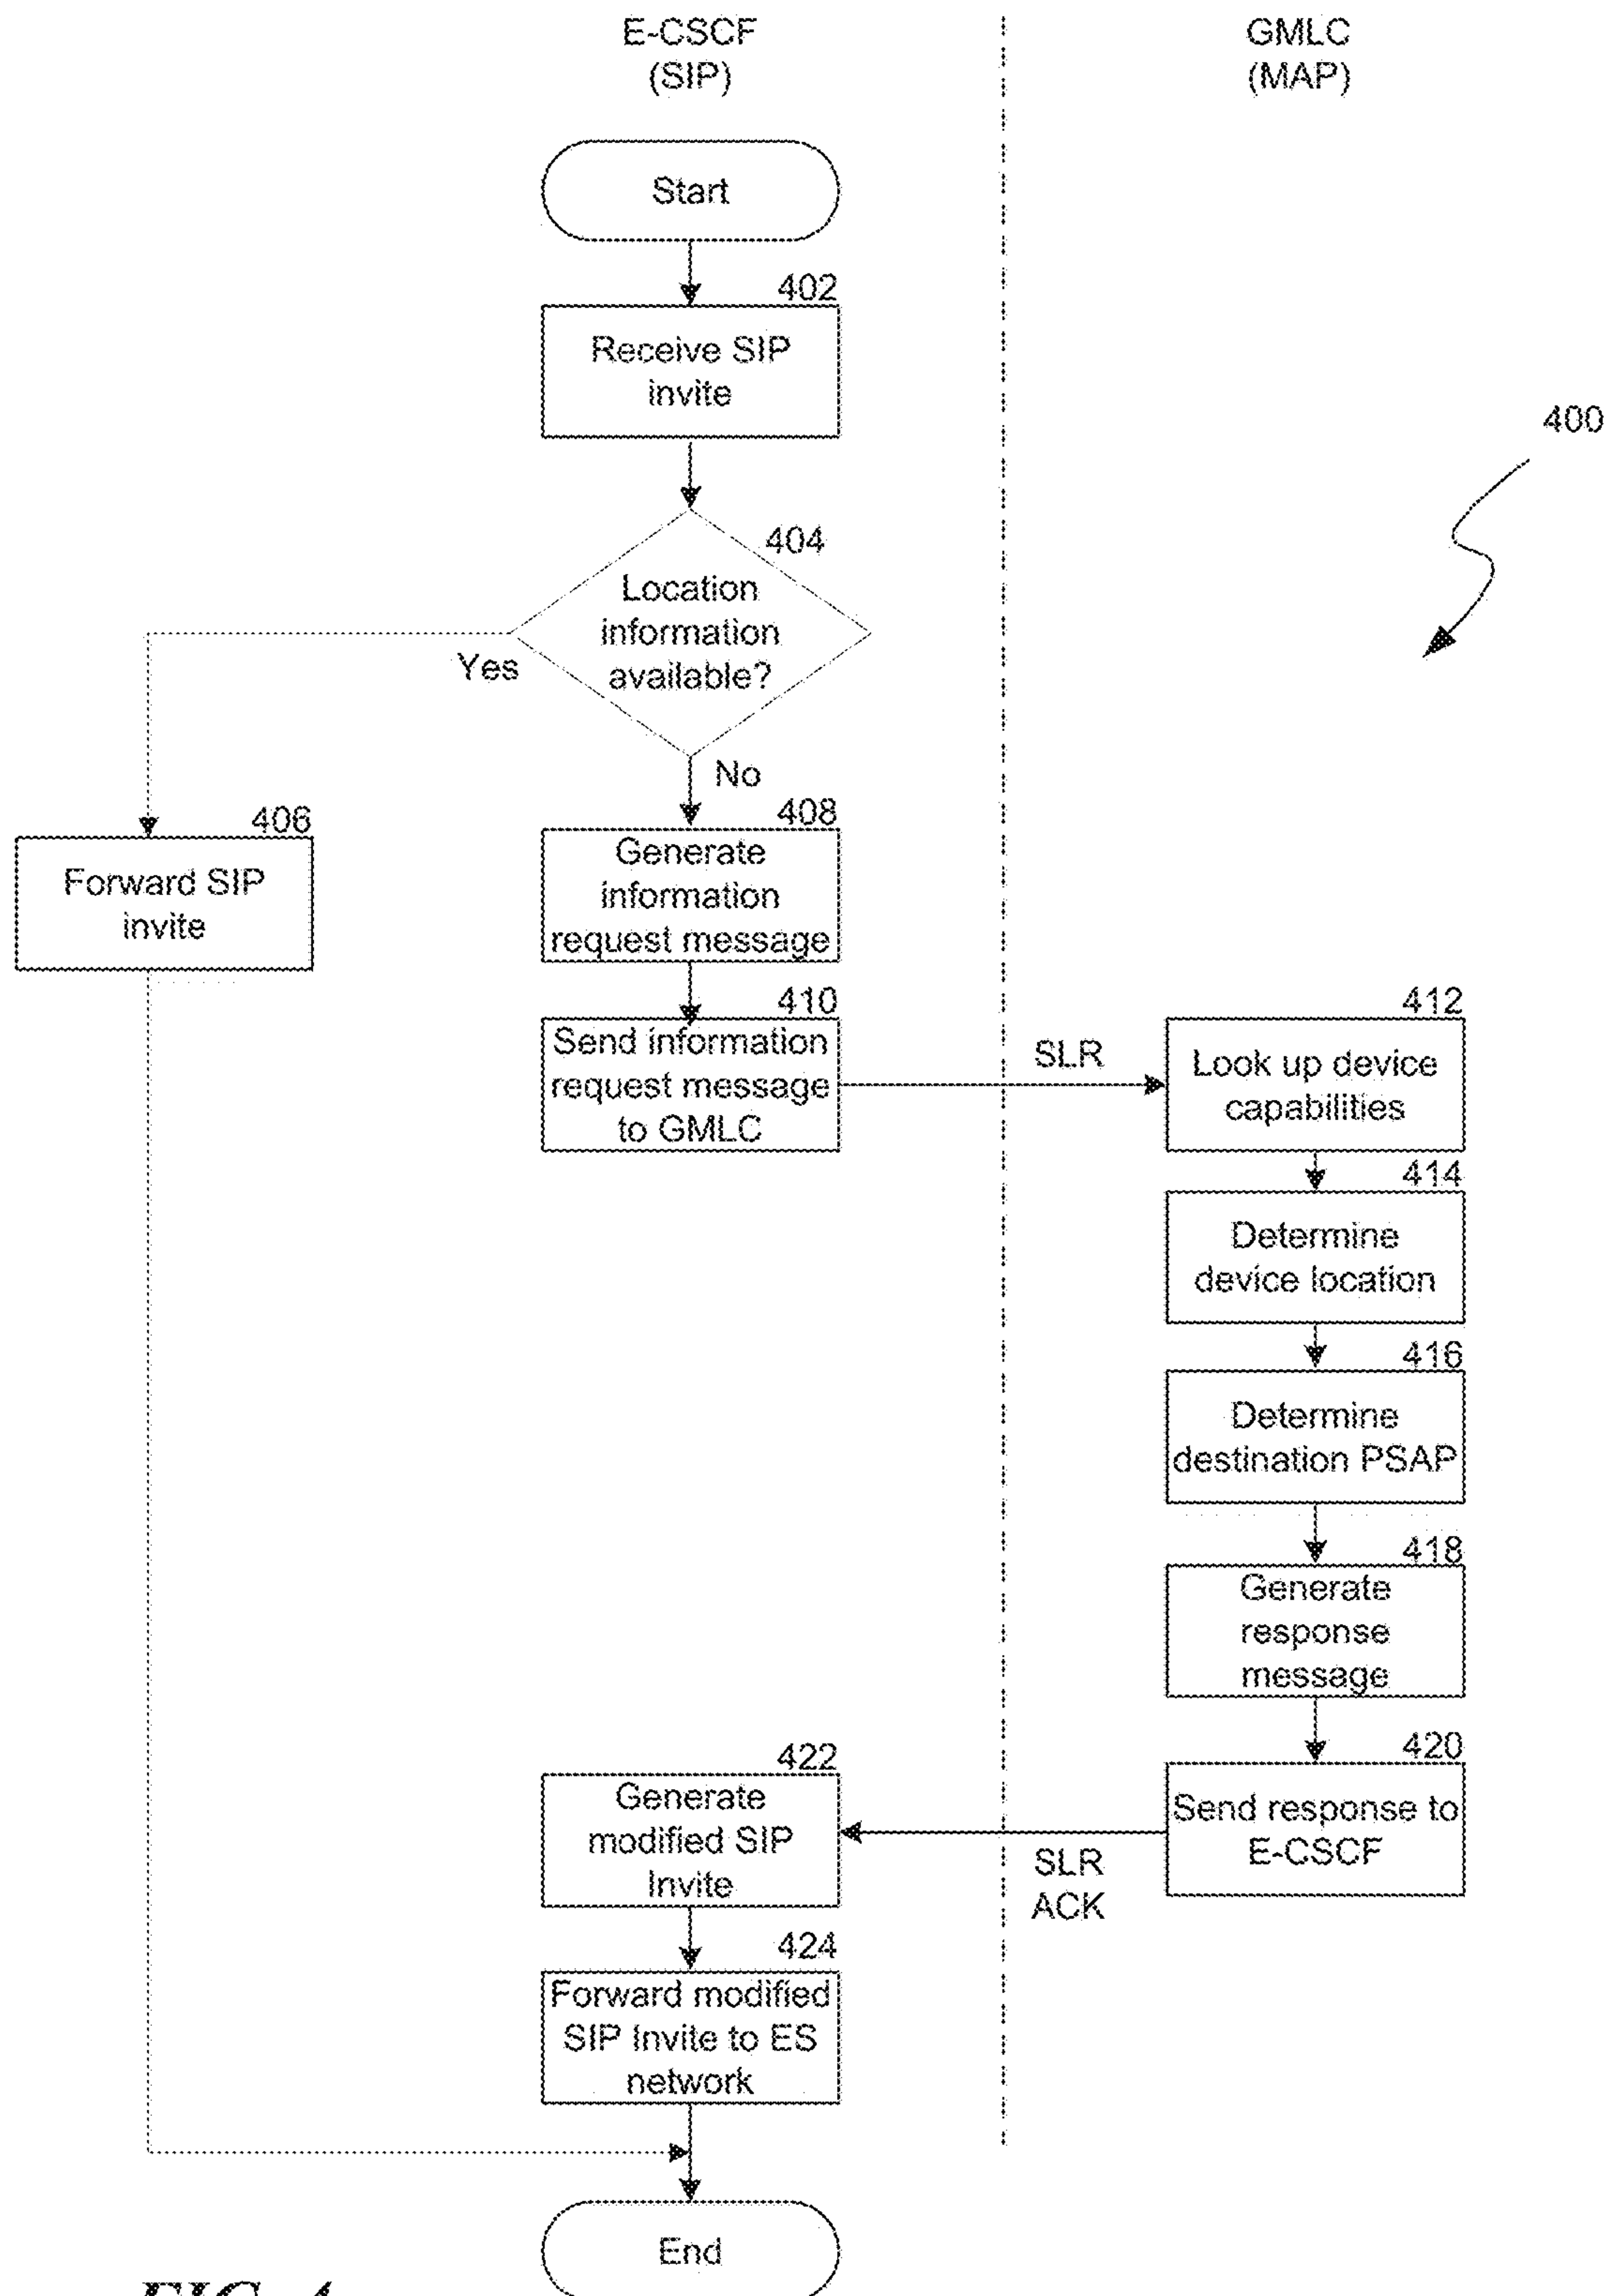 E-CSCF
(SIP)
GMLC
(MAP)
Start
402
Receive SIP
invite
400
404
Location
information
available?
Yes
No
406
Forward SIP
invite
408
Generate
information
request message
410
Send information
request message
to GMLC
SLR
412
Look up device
capabilities
414
Determine
device location
416
Determine
destination PSAP
418
Generate
response
message
420
Send response to
E-CSCF
SLR
ACK
422
Generate
modified SIP
Invite
424
Forward modified
SIP Invite to ES
network
End
FIG. 4